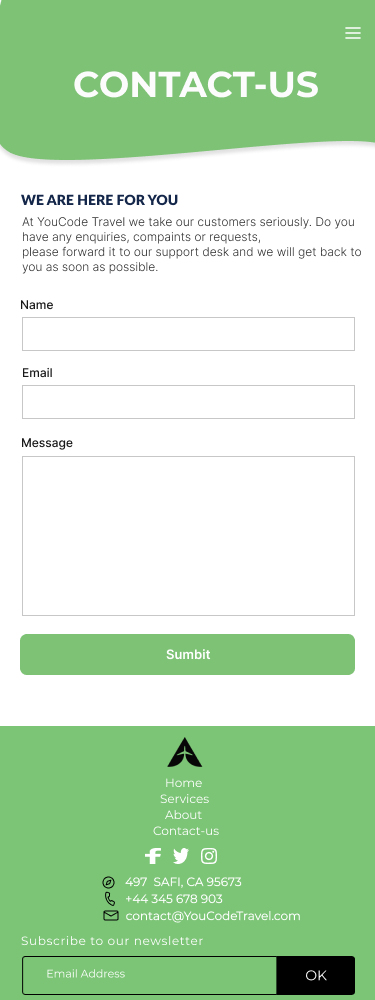 CONTACT-US
WE ARE HERE FOR YOU
At YouCode Travel we take our customers seriously. Do you
have any enquiries, compaints or requests,
please forward it to our support desk and we will get back to
you as soon as possible.
Name
Email
Message
Sumbit
Home
Services
About
Contact-us
497 SAFI, CA 95673
+44 345 678 903
contact@YouCodeTravel.com
Subscribe to our newsletter
Email Address
OK